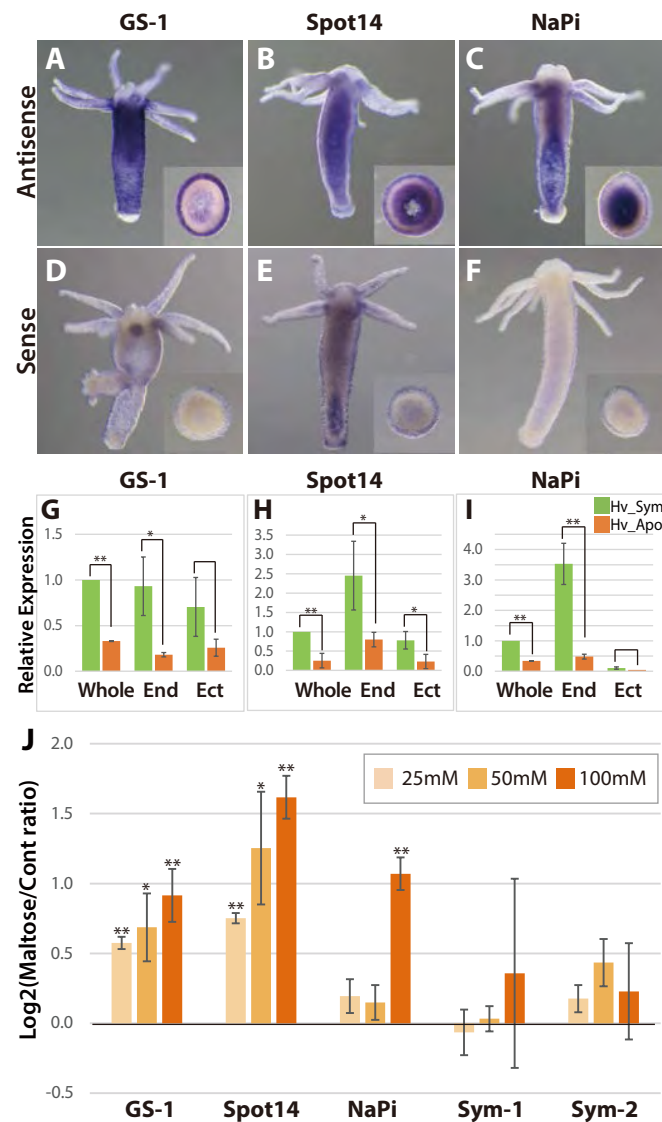 GS-1 Spot14 NaPi
Antisense
A B C
Sense
D E F
GS-1 Spot14 NaPi
G H I
Hv_Sym
Hv_Apo
Relative Expression
1.5
1.0
0.5
0.0
** *
Whole End Ect
3.5
3.0
2.5
2.0
1.5
1.0
0.5
0.0
** * *
Whole End Ect
4.0
3.0
2.0
1.0
0.0
** **
Whole End Ect
J
25mM 50mM 100mM
Log2(Maltose/Cont ratio)
2.0
1.5
1.0
0.5
0.0
-0.5
** * **
** * **
**
GS-1 Spot14 NaPi Sym-1 Sym-2